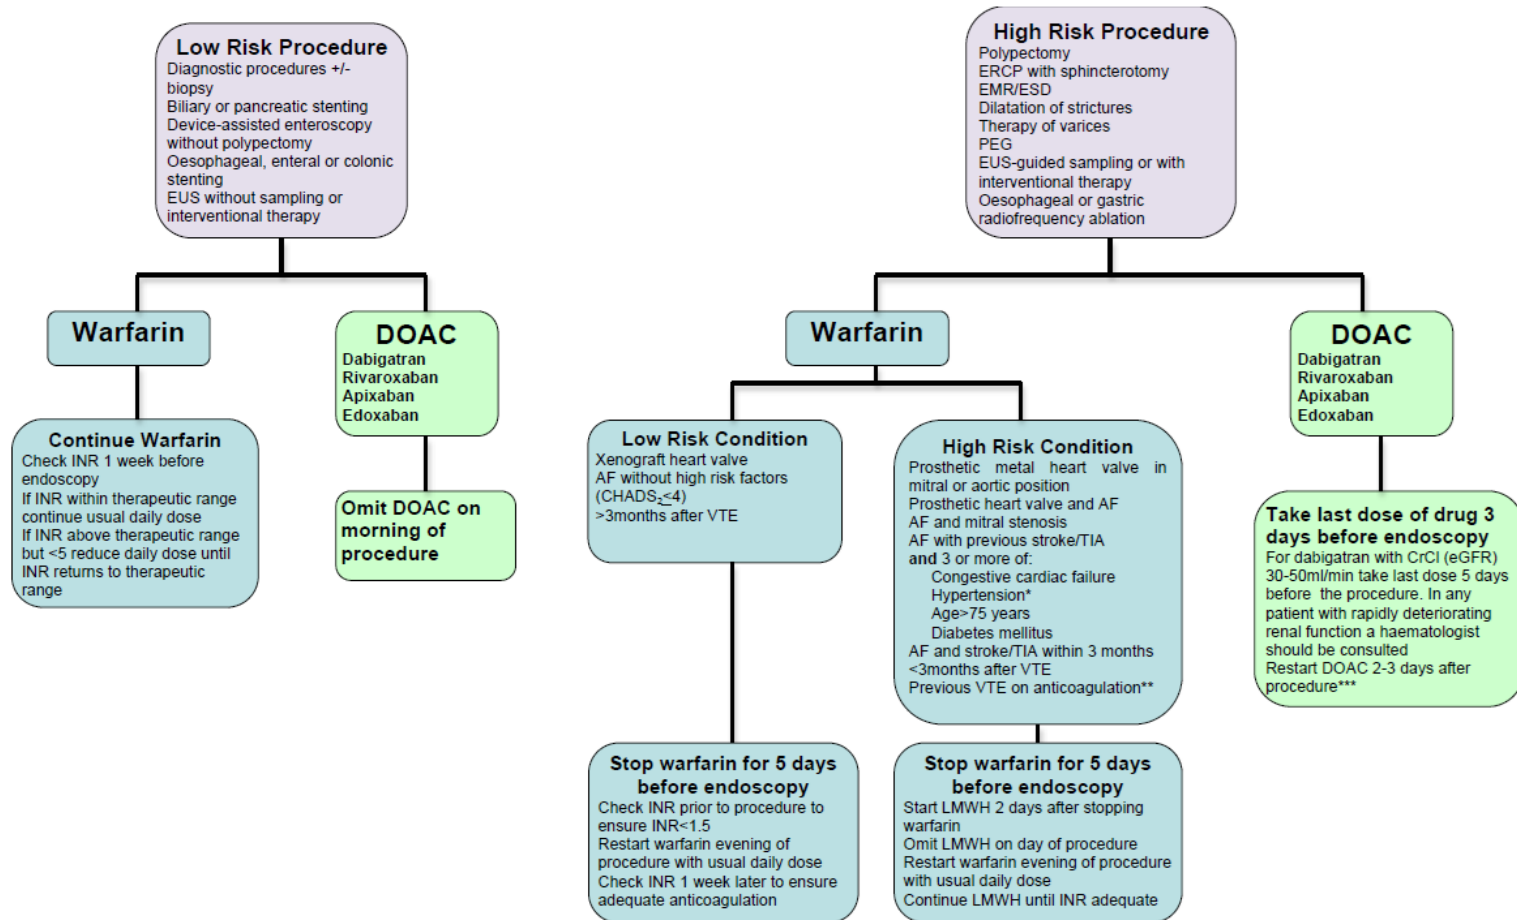 Low Risk Procedure
Diagnostic procedures +/-
biopsy
Biliary or pancreatic stenting
Device-assisted enteroscopy
without polypectomy
Oesophageal, enteral or colonic
stenting
EUS without sampling or
interventional therapy
High Risk Procedure
Polypectomy
ERCP with sphincterotomy
EMR/ESD
Dilatation of strictures
Therapy of varices
PEG
EUS-guided sampling or with
interventional therapy
Oesophageal or gastric
radiofrequency ablation
Warfarin
DOAC
Dabigatran
Rivaroxaban
Apixaban
Edoxaban
Warfarin
DOAC
Dabigatran
Rivaroxaban
Apixaban
Edoxaban
Continue Warfarin
Check INR 1 week before
endoscopy
If INR within therapeutic range
continue usual daily dose
If INR above therapeutic range
but <5 reduce daily dose until
INR returns to therapeutic
range
Omit DOAC on
morning of
procedure
Low Risk Condition
Xenograft heart valve
AF without high risk factors
(CHADS₂≤4)
>3months after VTE
High Risk Condition
Prosthetic metal heart valve in
mitral or aortic position
Prosthetic heart valve and AF
AF and mitral stenosis
AF with previous stroke/TIA
and 3 or more of:
Congestive cardiac failure
Hypertension*
Age>75 years
Diabetes mellitus
AF and stroke/TIA within 3 months
<3months after VTE
Previous VTE on anticoagulation**
Take last dose of drug 3
days before endoscopy
For dabigatran with CrCl (eGFR)
30-50ml/min take last dose 5 days
before the procedure. In any
patient with rapidly deteriorating
renal function a haematologist
should be consulted
Restart DOAC 2-3 days after
procedure***
Stop warfarin for 5 days
before endoscopy
Check INR prior to procedure to
ensure INR<1.5
Restart warfarin evening of
procedure with usual daily dose
Check INR 1 week later to ensure
adequate anticoagulation
Stop warfarin for 5 days
before endoscopy
Start LMWH 2 days after stopping
warfarin
Omit LMWH on day of procedure
Restart warfarin evening of procedure
with usual daily dose
Continue LMWH until INR adequate